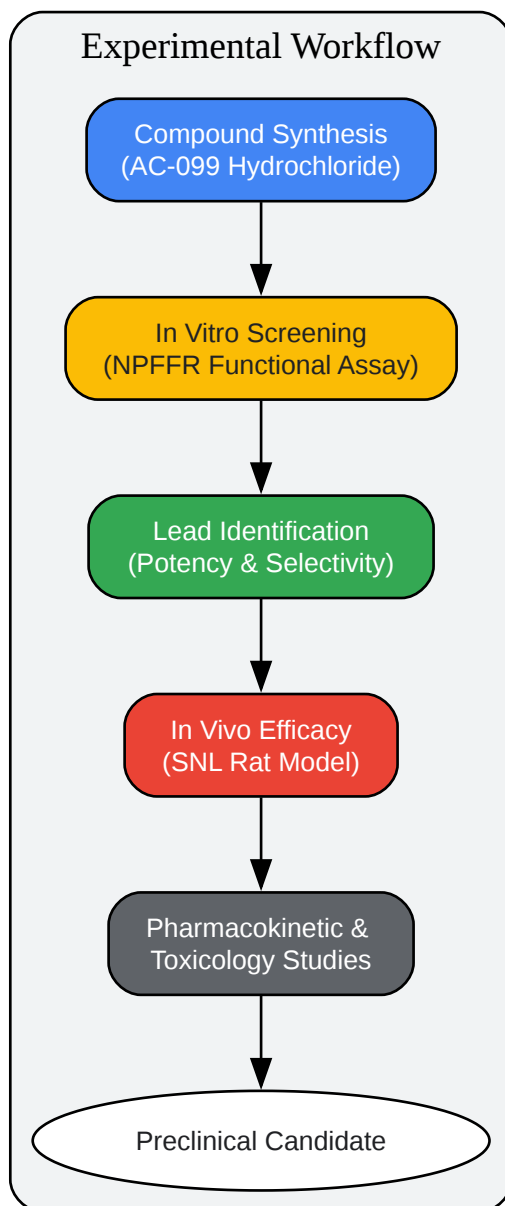 Experimental Workflow
Compound Synthesis
(AC-099 Hydrochloride)
In Vitro Screening
(NPFFR Functional Assay)
Lead Identification
(Potency & Selectivity)
In Vivo Efficacy
(SNL Rat Model)
Pharmacokinetic &
Toxicology Studies
Preclinical Candidate